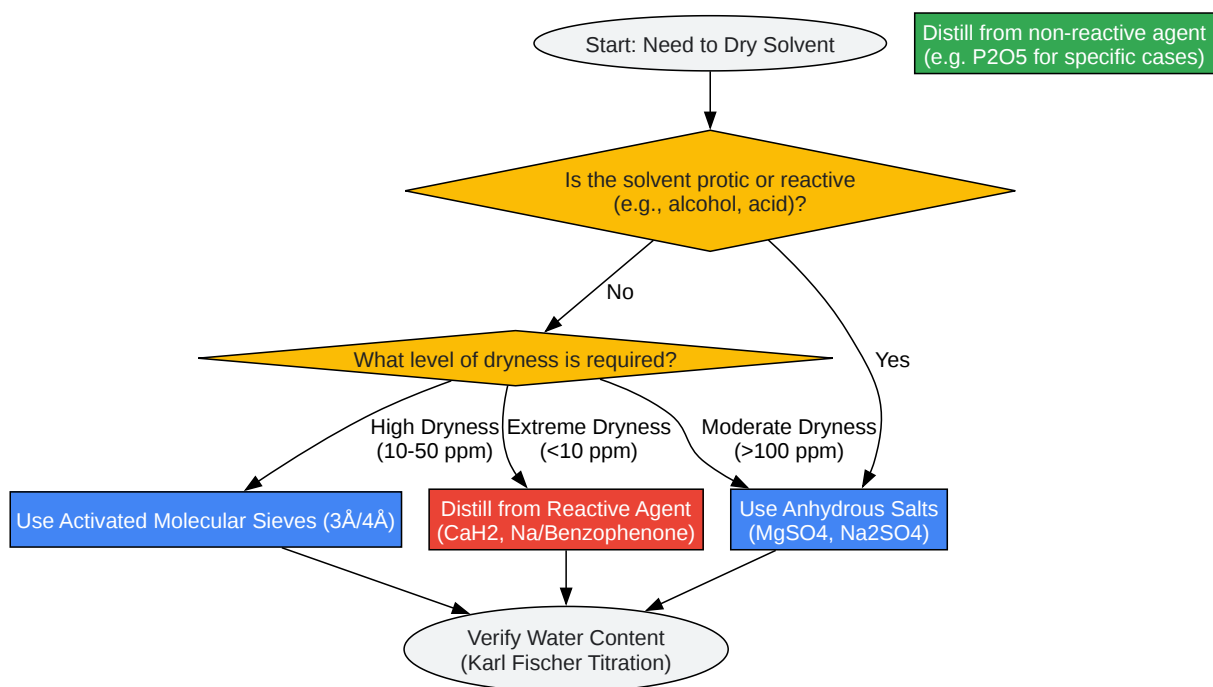 Start: Need to Dry Solvent
Distill from non-reactive agent
(e.g. P2O5 for specific cases)
Is the solvent protic or reactive
(e.g., alcohol, acid)?
No
What level of dryness is required?
Yes
High Dryness
(10-50 ppm)
Extreme Dryness
(<10 ppm)
Moderate Dryness
(>100 ppm)
Use Activated Molecular Sieves (3Å/4Å)
Distill from Reactive Agent
(CaH2, Na/Benzophenone)
Use Anhydrous Salts
(MgSO4, Na2SO4)
Verify Water Content
(Karl Fischer Titration)